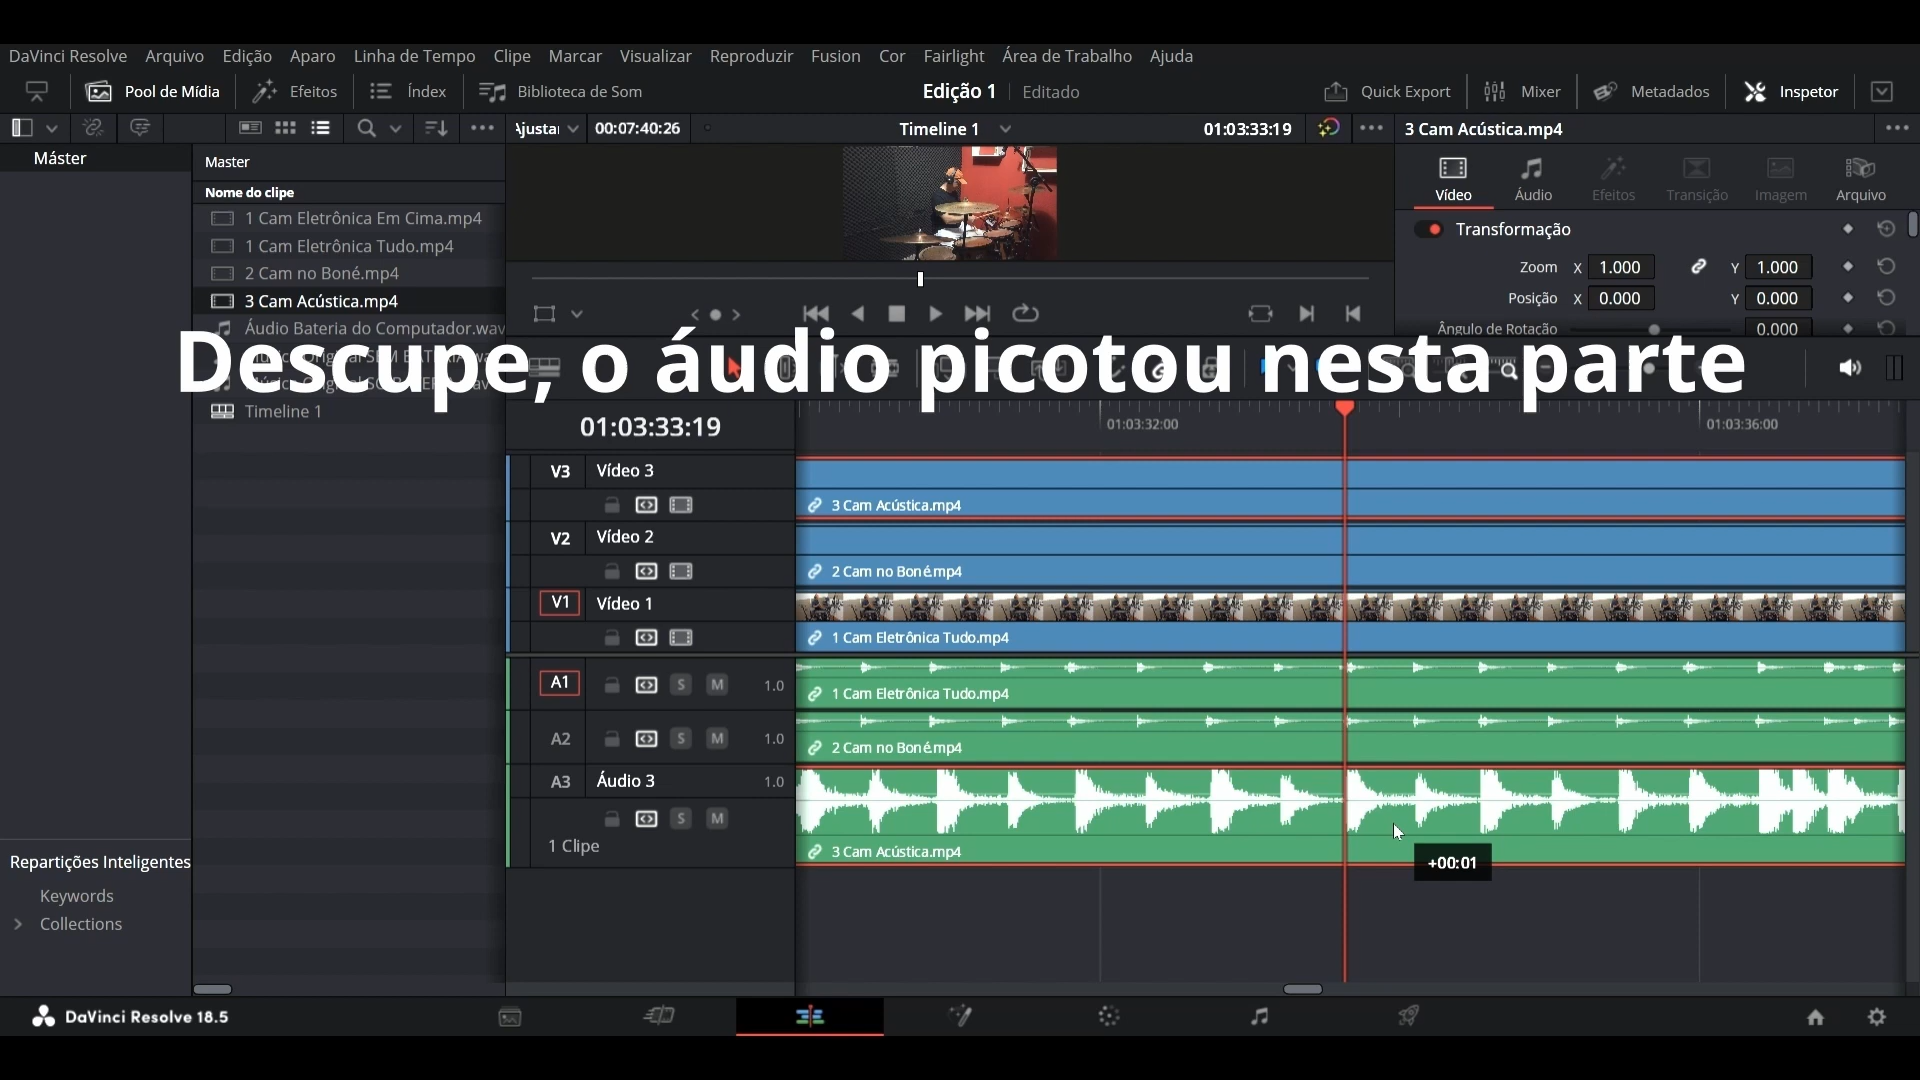 DaVinci Resolve Arquivo Edição Aparo Linha de Tempo Clipe Marcar Visualizar Reproduzir Fusion Cor Fairlight Área de Trabalho Ajuda
Pool de Mídia Efeitos Índex Biblioteca de Som Edição 1 Editado Quick Export Mixer Metadados Inspetor
Ajustar 00:07:40:26 Timeline 1 01:03:33:19 3 Cam Acústica.mp4
Máster
Master
Nome do clipe
1 Cam Eletrônica Em Cima.mp4
1 Cam Eletrônica Tudo.mp4
2 Cam no Boné.mp4
3 Cam Acústica.mp4
Áudio Bateria do Computador.wav
Timeline 1
Vídeo Áudio Efeitos Transição Imagem Arquivo
Transformação
Zoom X 1.000 Y 1.000
Posição X 0.000 Y 0.000
Ângulo de Rotação 0.000
Descupe, o áudio picotou nesta parte
01:03:33:19
01:03:32:00 01:03:36:00
V3 Vídeo 3
3 Cam Acústica.mp4
V2 Vídeo 2
2 Cam no Boné.mp4
V1 Vídeo 1
1 Cam Eletrônica Tudo.mp4
A1 S M 1.0
1 Cam Eletrônica Tudo.mp4
A2 S M 1.0
2 Cam no Boné.mp4
A3 Áudio 3 1.0
S M
1 Clipe
3 Cam Acústica.mp4
+00:01
Repartições Inteligentes
Keywords
Collections
DaVinci Resolve 18.5